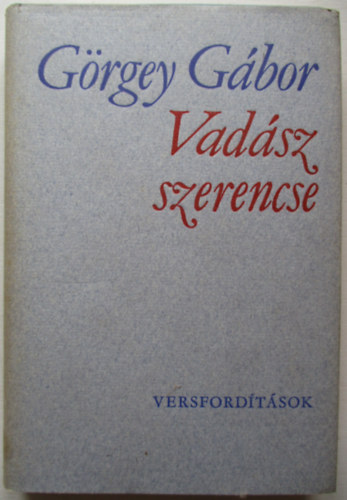 Görgey Gábor
Vadász
szerencse
VERSFORDÍTÁSOK